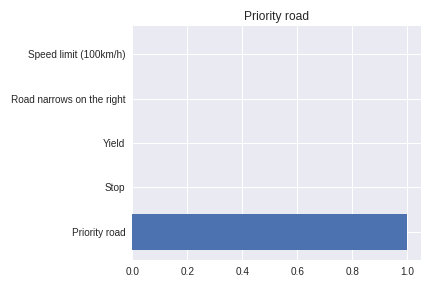 Priority road
Speed limit (100km/h)
Road narrows on the right
Yield
Stop
Priority road
0.0 0.2 0.4 0.6 0.8 1.0